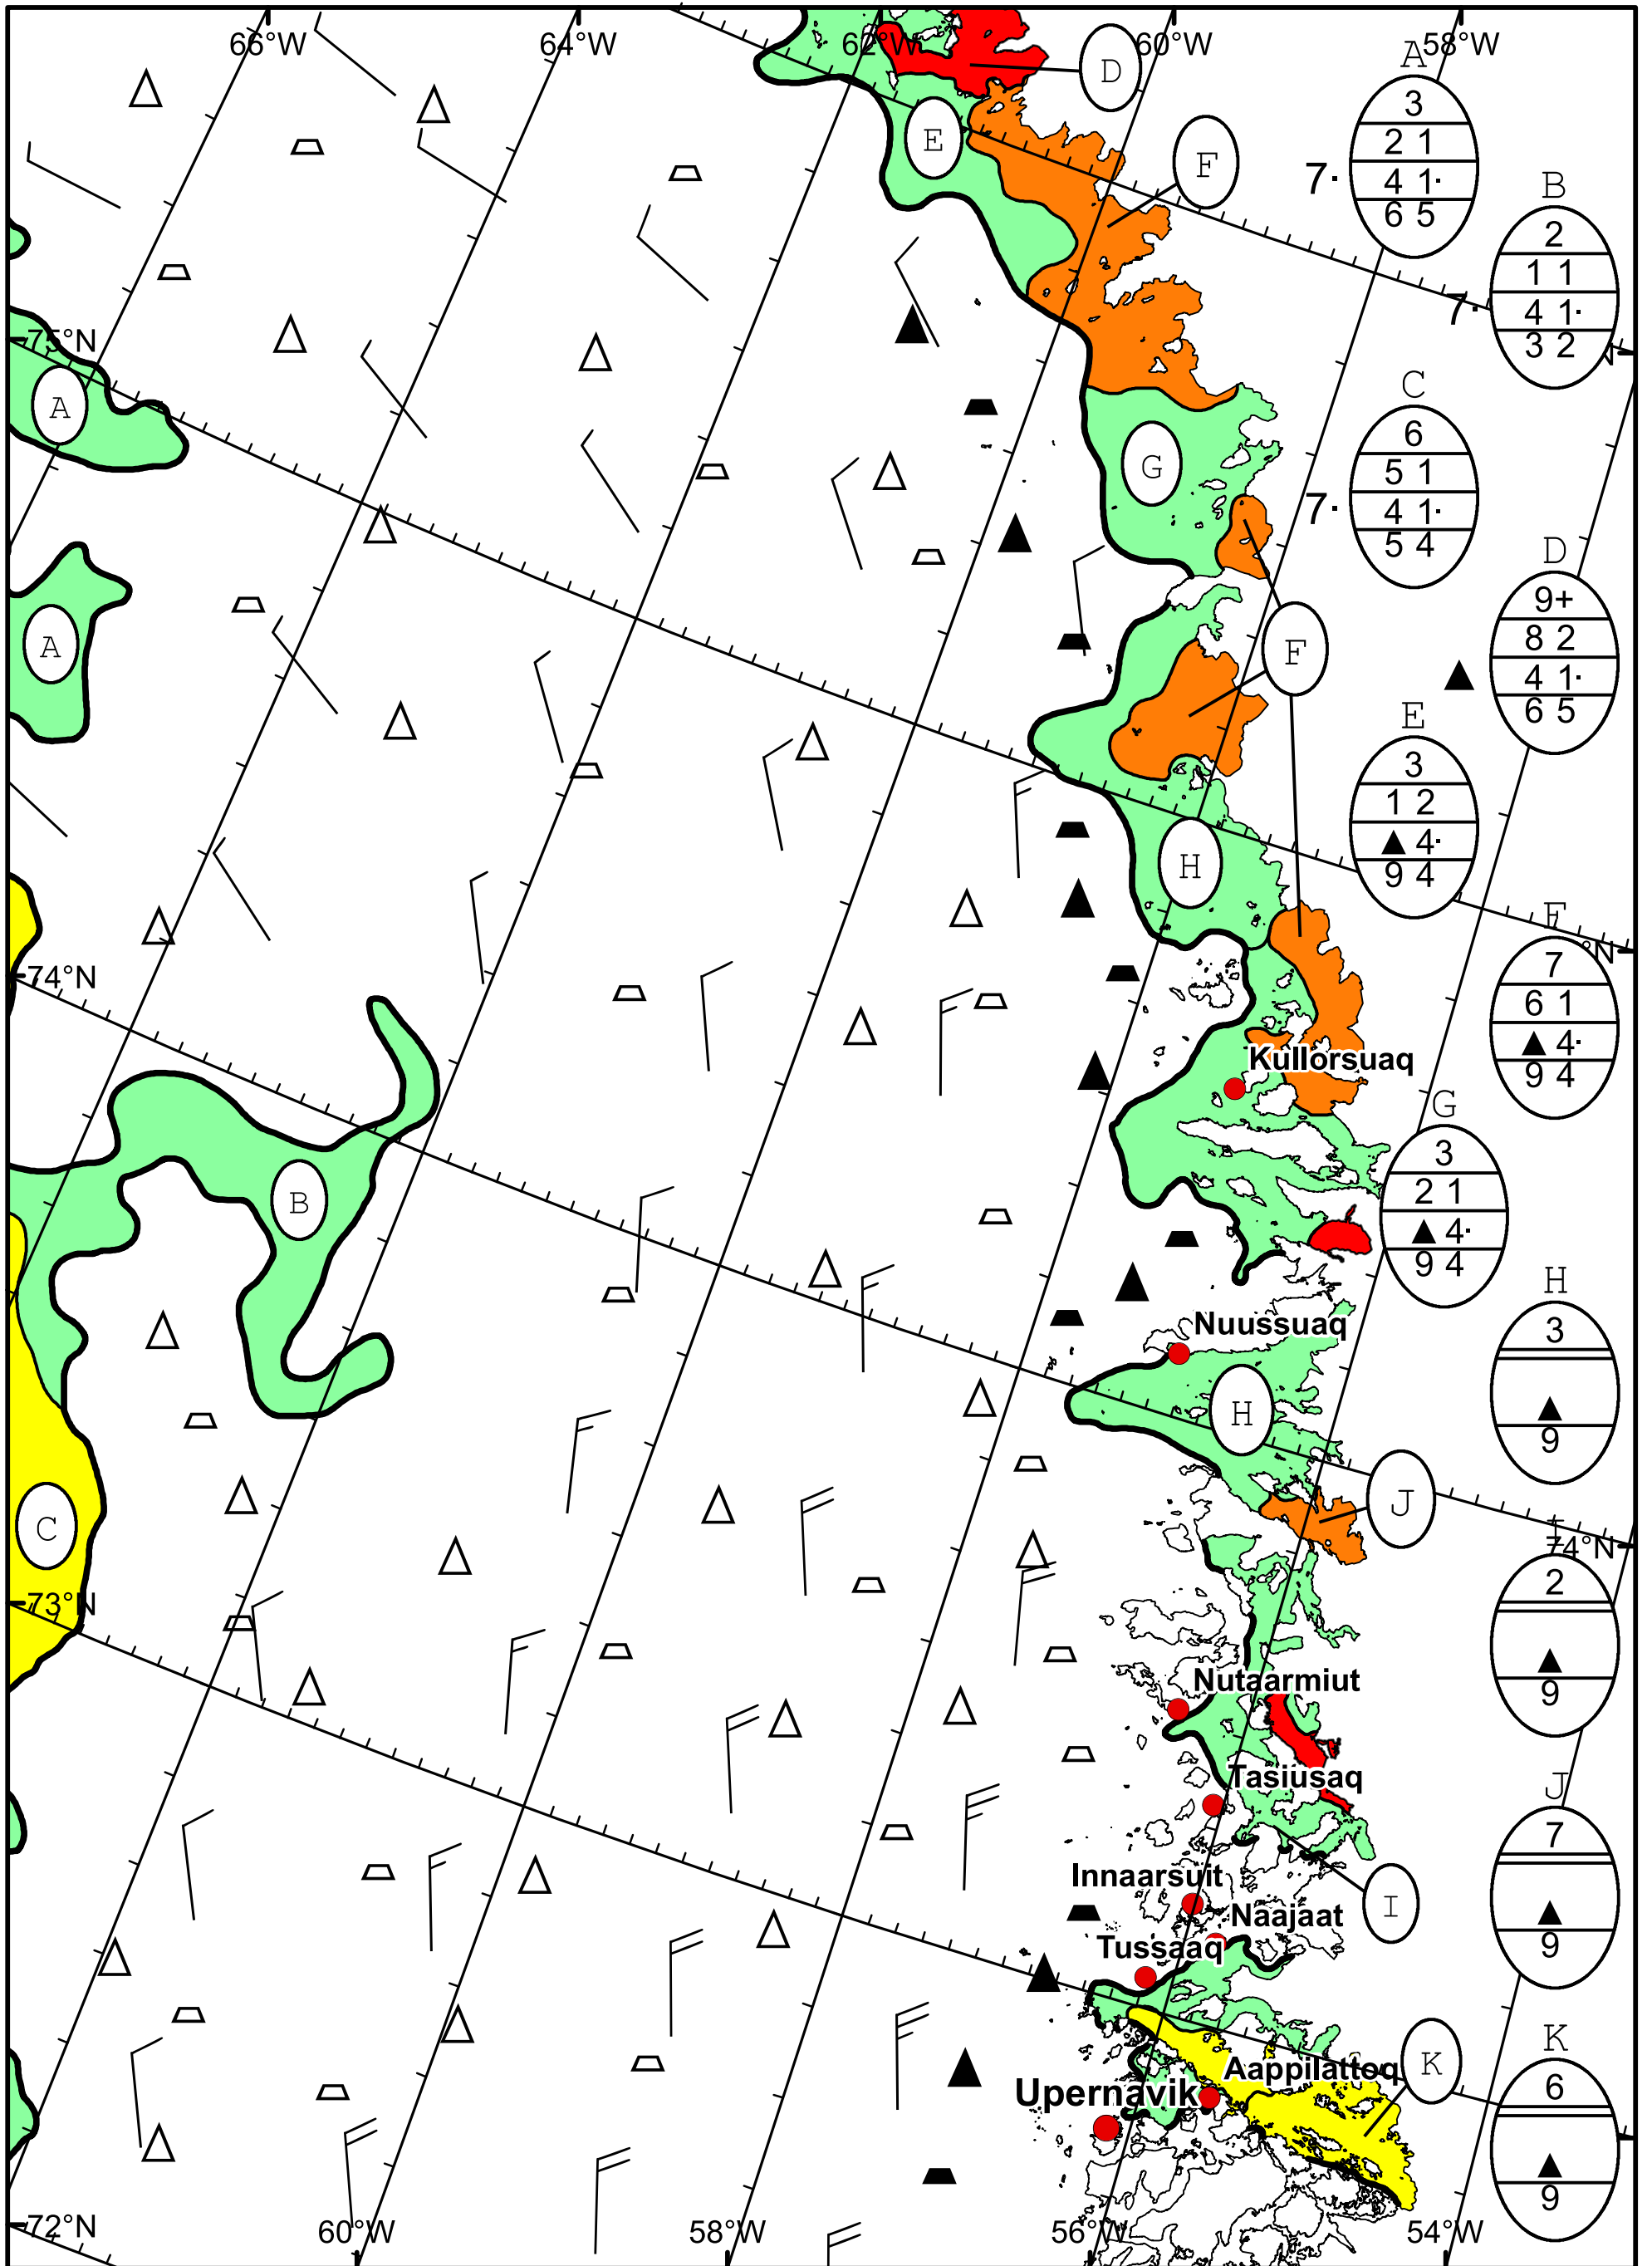 66°W
64°W
62°W
60°W
58°W
D
E
F
A
3
2 1
7· 4 1·
6 5
B
2
1 1
7· 4 1·
3 2
N
75°N
A
G
C
6
5 1
7· 4 1·
5 4
D
9+
8 2
▲ 4 1·
6 5
A
F
E
3
1 2
▲ 4·
9 4
H
F
7
6 1
▲ 4·
9 4
°N
74°N
Kullorsuaq
G
3
2 1
▲ 4·
9 4
B
H
3
▲
9
Nuussuaq
H
J
C
I
74°N
2
▲
9
73°N
Nutaarmiut
Tasiusaq
J
7
▲
9
Innaarsuit
I
Naajaat
Tussaaq
K
6
▲
9
K
Aappilattoq
Upernavik
72°N
60°W
58°W
56°W
54°W